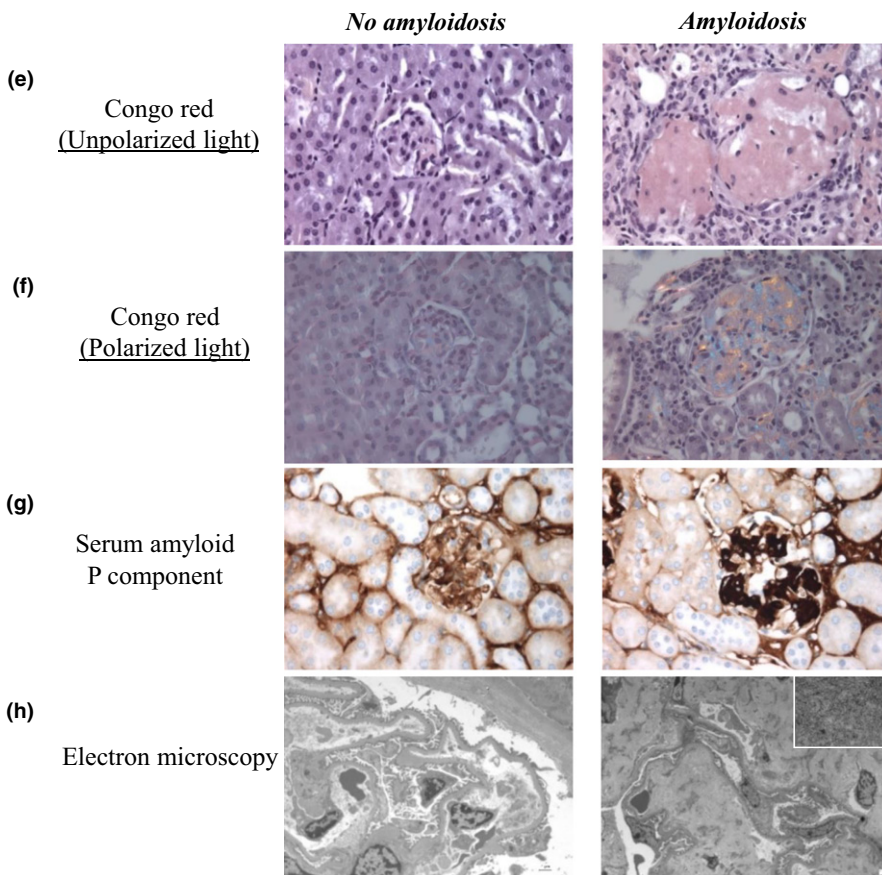 No amyloidosis
Amyloidosis
(e)
Congo red
(Unpolarized light)
(f)
Congo red
(Polarized light)
(g)
Serum amyloid
P component
(h)
Electron microscopy